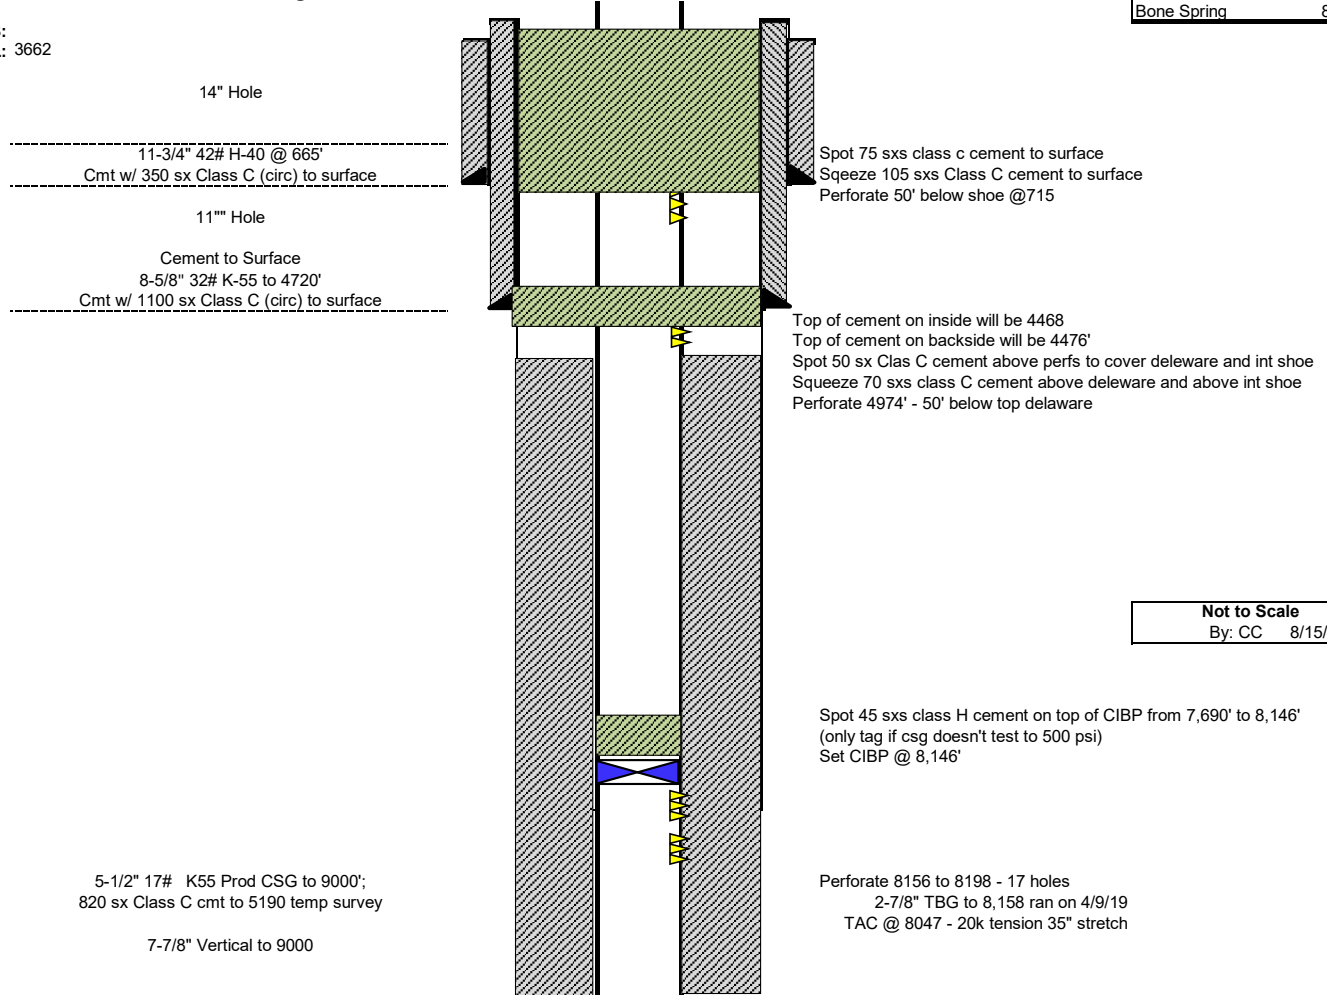 Bone Spring 8
:
: 3662
14" Hole
11-3/4" 42# H-40 @ 665'
Cmt w/ 350 sx Class C (circ) to surface
Spot 75 sxs class c cement to surface
Sqeeze 105 sxs Class C cement to surface
Perforate 50' below shoe @715
11"" Hole
Cement to Surface
8-5/8" 32# K-55 to 4720'
Cmt w/ 1100 sx Class C (circ) to surface
Top of cement on inside will be 4468
Top of cement on backside will be 4476'
Spot 50 sx Clas C cement above perfs to cover deleware and int shoe
Squeeze 70 sxs class C cement above deleware and above int shoe
Perforate 4974' - 50' below top delaware
Not to Scale
By: CC 8/15/
Spot 45 sxs class H cement on top of CIBP from 7,690' to 8,146'
(only tag if csg doesn't test to 500 psi)
Set CIBP @ 8,146'
5-1/2" 17# K55 Prod CSG to 9000';
820 sx Class C cmt to 5190 temp survey
7-7/8" Vertical to 9000
Perforate 8156 to 8198 - 17 holes
2-7/8" TBG to 8,158 ran on 4/9/19
TAC @ 8047 - 20k tension 35" stretch